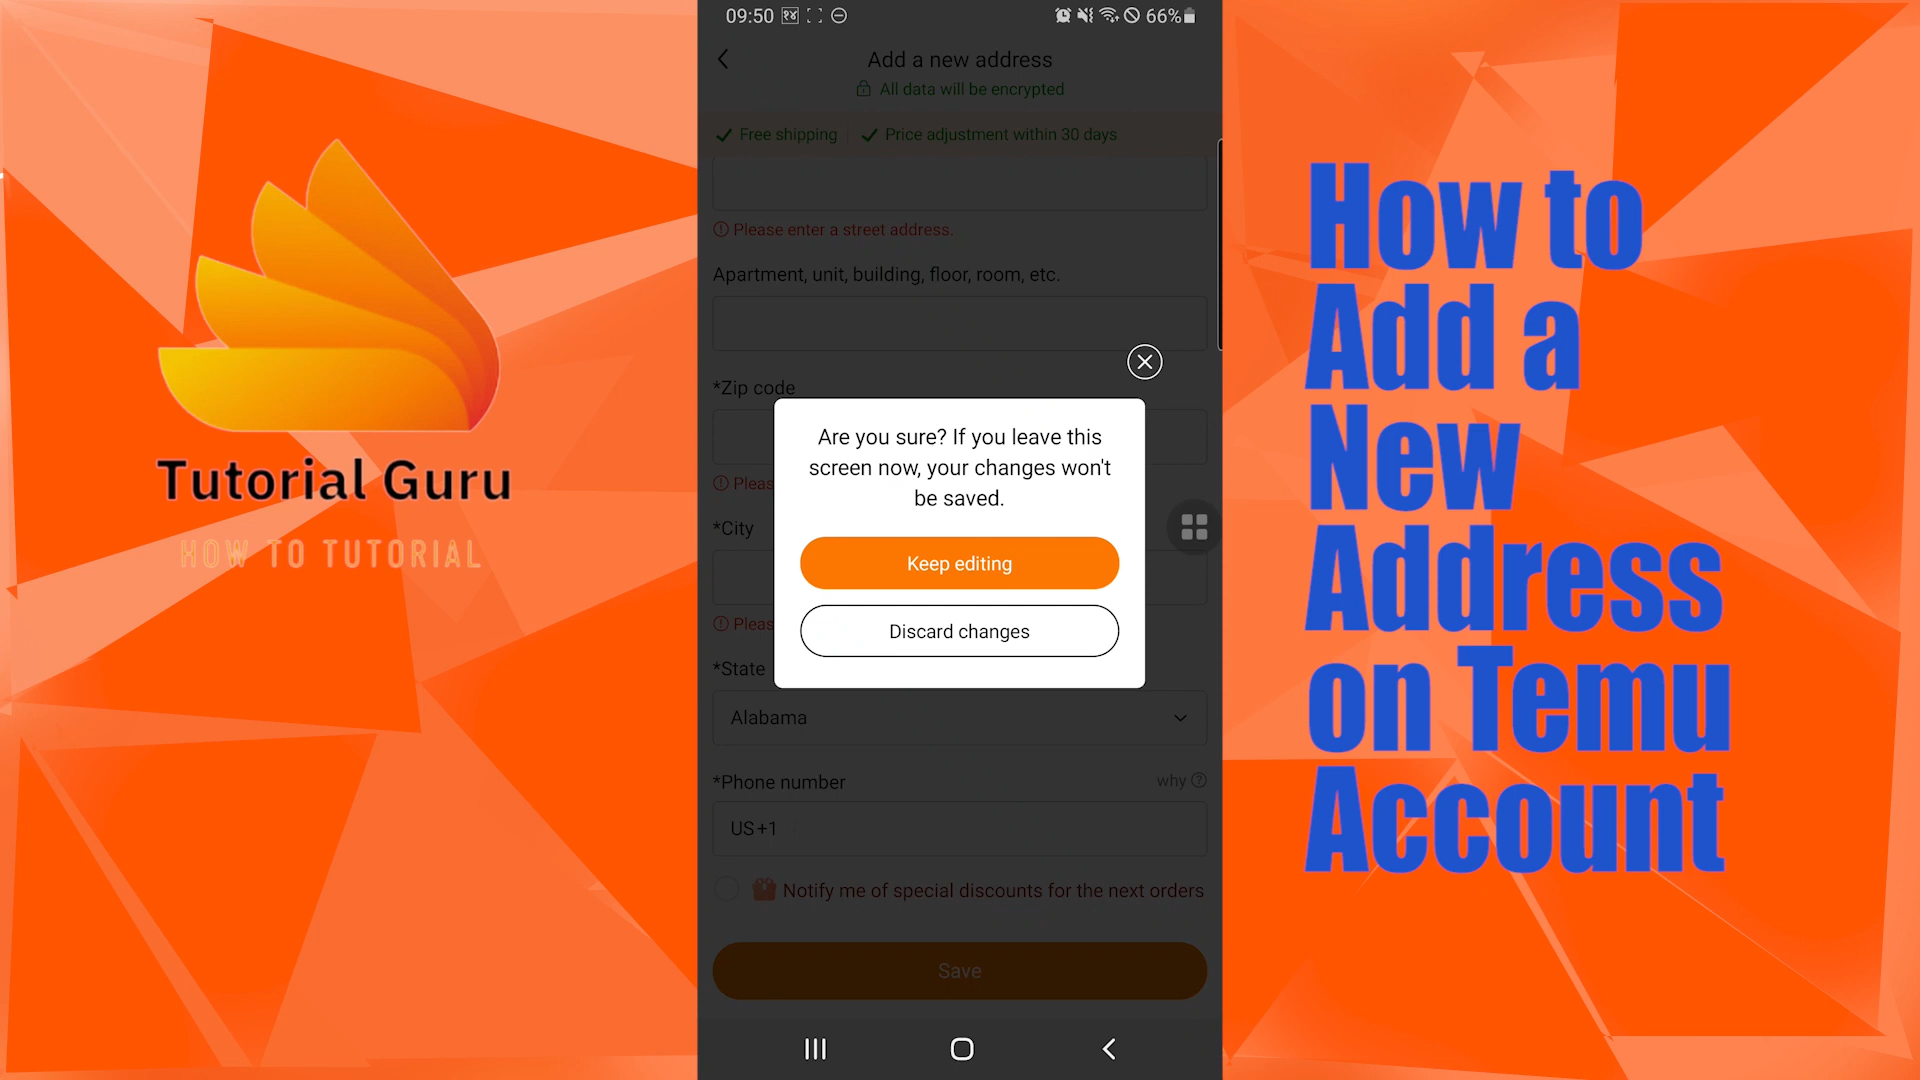 Tutorial Guru
HOW TO TUTORIAL
09:50
66%
Add a new address
All data will be encrypted
Free shipping
Price adjustment within 30 days
Please enter a street address.
Apartment, unit, building, floor, room, etc.
*Zip code
Pleas
*City
Pleas
*State
Alabama
*Phone number
why
US +1
Notify me of special discounts for the next orders
Save
Are you sure? If you leave this
screen now, your changes won't
be saved.
Keep editing
Discard changes
How to
Add a
New
Address
on Temu
Account